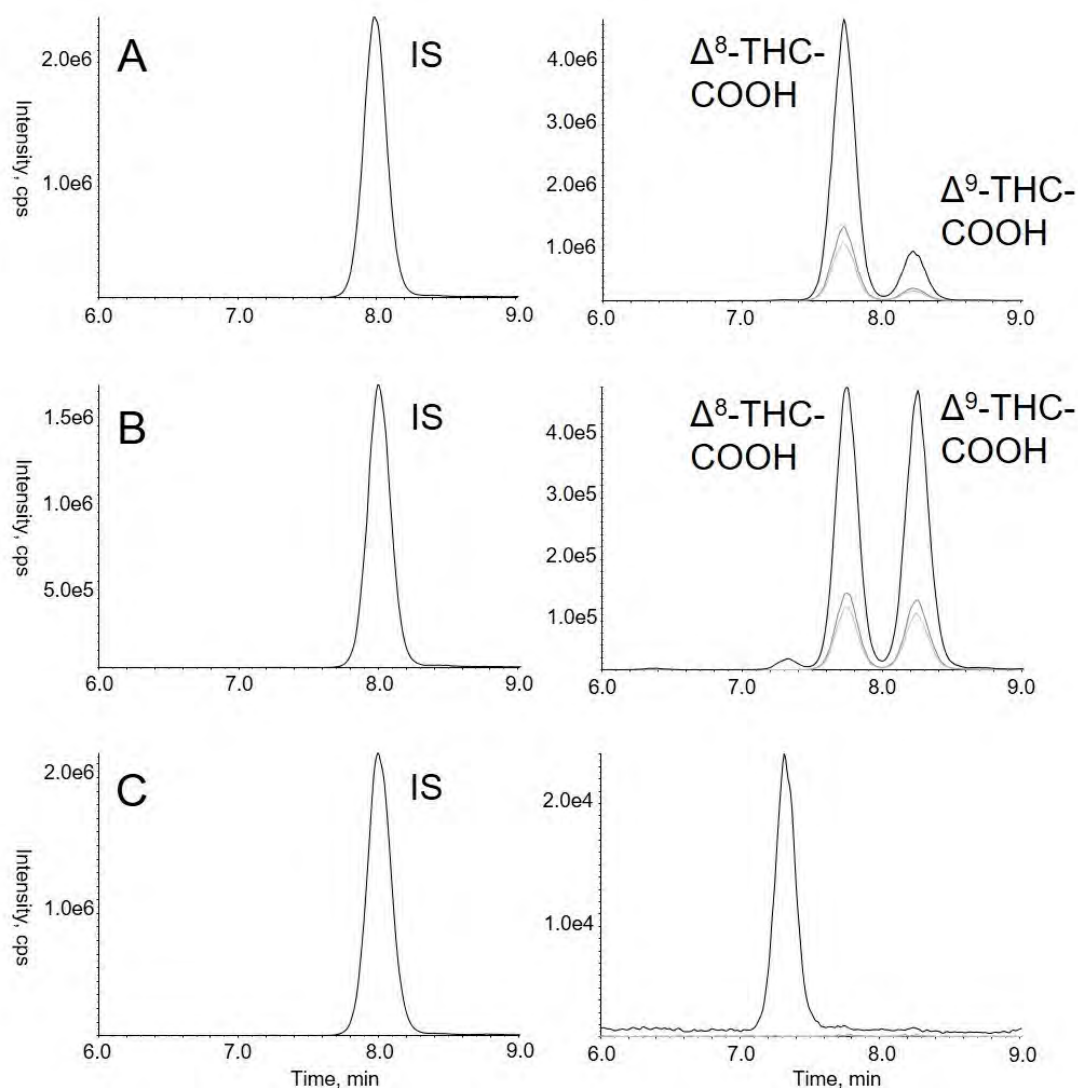 A
IS
Intensity, cps
2.0e6
1.0e6
6.0 7.0 8.0 9.0
Δ⁸-THC-
COOH
Δ⁹-THC-
COOH
4.0e6
3.0e6
2.0e6
1.0e6
6.0 7.0 8.0 9.0
B
IS
Intensity, cps
1.5e6
1.0e6
5.0e5
6.0 7.0 8.0 9.0
Δ⁸-THC-
COOH
Δ⁹-THC-
COOH
4.0e5
3.0e5
2.0e5
1.0e5
6.0 7.0 8.0 9.0
C
IS
Intensity, cps
2.0e6
1.0e6
6.0 7.0 8.0 9.0
Time, min
2.0e4
1.0e4
6.0 7.0 8.0 9.0
Time, min